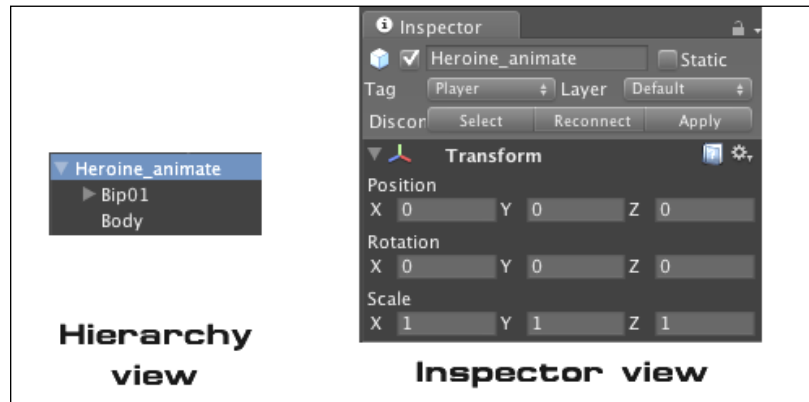 Inspector
Heroine_animate Static
Tag Player Layer Default
Discon Select Reconnect Apply
Transform
Position
X 0 Y 0 Z 0
Rotation
X 0 Y 0 Z 0
Scale
X 1 Y 1 Z 1
Heroine_animate
Bip01
Body
Hierarchy
view
Inspector view